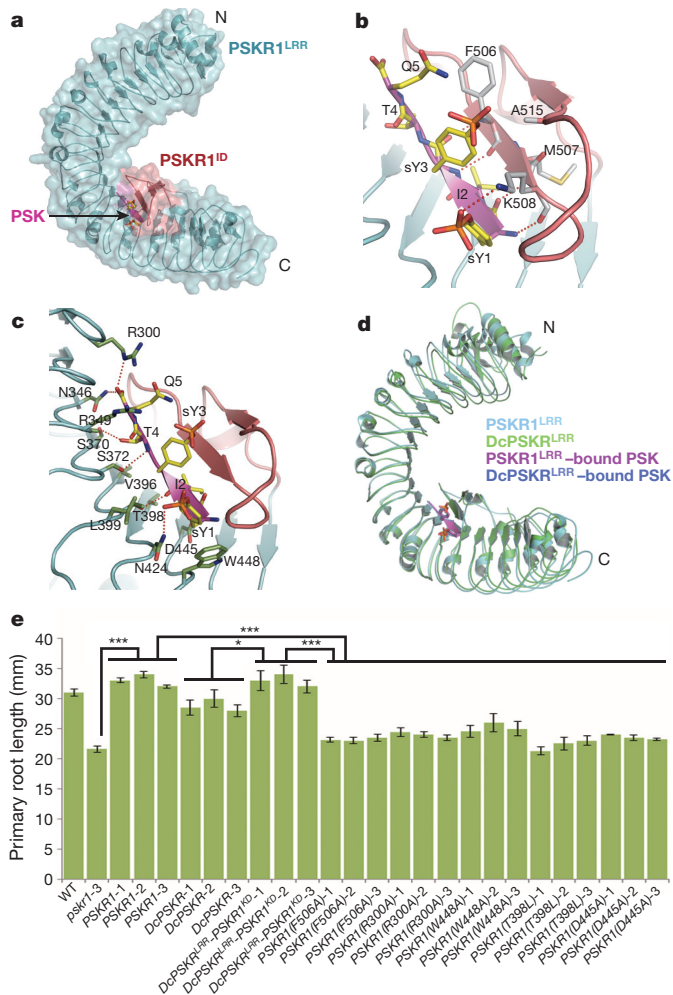 a
N
PSKR1LRR
PSKR1ID
PSK
C
b
F506
Q5
T4
A515
sY3
M507
I2
K508
sY1
c
R300
N346
Q5
sY3
R349
S370
T4
S372
V396
I2
L399
T398
sY1
D445
N424
W448
d
N
PSKR1LRR
DcPSKRLRR
PSKR1LRR–bound PSK
DcPSKRLRR–bound PSK
C
e
Primary root length (mm)
40
35
30
25
20
15
10
5
0
***
***
*
***
WT
pskr1-3
PSKR1-1
PSKR1-2
PSKR1-3
DcPSKR-1
DcPSKR-2
DcPSKR-3
DcPSKRLRR-PSKR1KD-1
DcPSKRLRR-PSKR1KD-2
DcPSKRLRR-PSKR1KD-3
PSKR1(F506A)-1
PSKR1(F506A)-2
PSKR1(F506A)-3
PSKR1(R300A)-1
PSKR1(R300A)-2
PSKR1(R300A)-3
PSKR1(W448A)-1
PSKR1(W448A)-2
PSKR1(W448A)-3
PSKR1(T398L)-1
PSKR1(T398L)-2
PSKR1(T398L)-3
PSKR1(D445A)-1
PSKR1(D445A)-2
PSKR1(D445A)-3